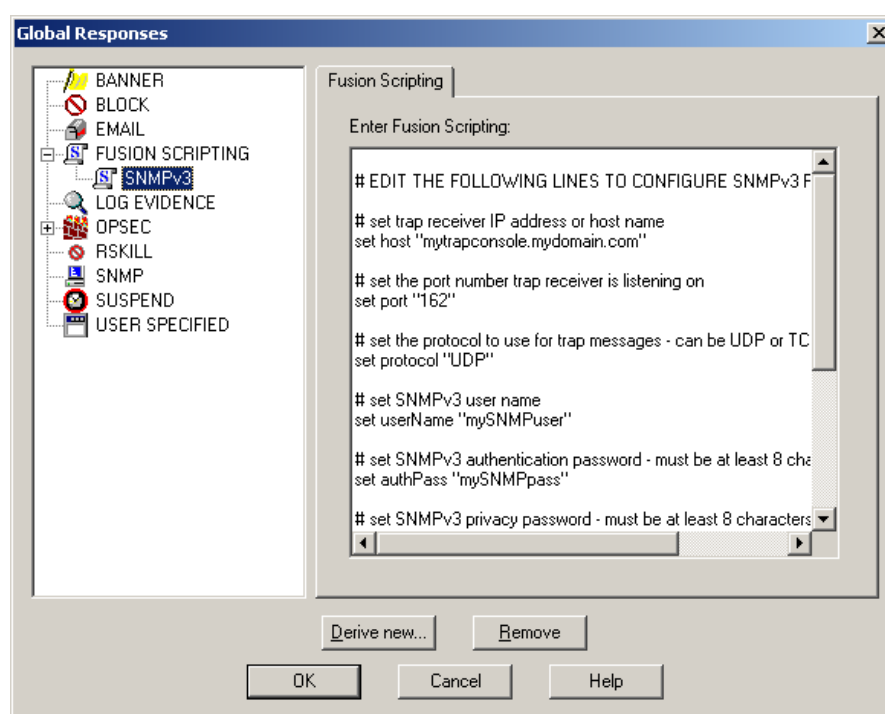 Global Responses
BANNER
BLOCK
EMAIL
FUSION SCRIPTING
SNMPv3
LOG EVIDENCE
OPSEC
RSKILL
SNMP
SUSPEND
USER SPECIFIED
Fusion Scripting
Enter Fusion Scripting:
# EDIT THE FOLLOWING LINES TO CONFIGURE SNMPv3
# set trap receiver IP address or host name
set host "mytrapconsole.mydomain.com"
# set the port number trap receiver is listening on
set port "162"
# set the protocol to use for trap messages - can be UDP or
set protocol "UDP"
# set SNMPv3 user name
set userName "mySNMPuser"
# set SNMPv3 authentication password - must be at least 8
set authPass "mySNMPpass"
# set SNMPv3 privacy password - must be at least 8 characters
Derive new...
Remove
OK
Cancel
Help